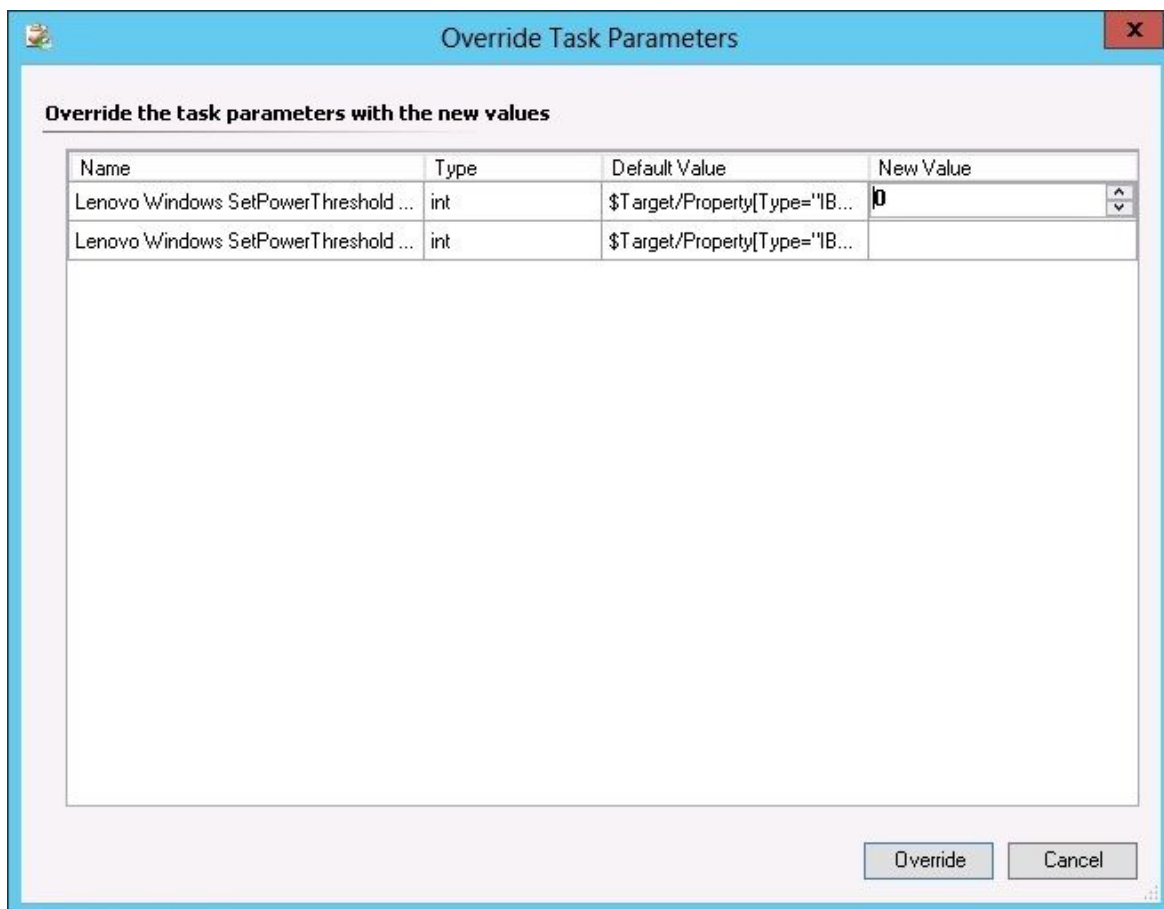 Override Task Parameters
x
Override the task parameters with the new values
Name Type Default Value New Value
Lenovo Windows SetPowerThreshold ... int $Target/Property[Type="IB... 0
Lenovo Windows SetPowerThreshold ... int $Target/Property[Type="IB...
Override Cancel